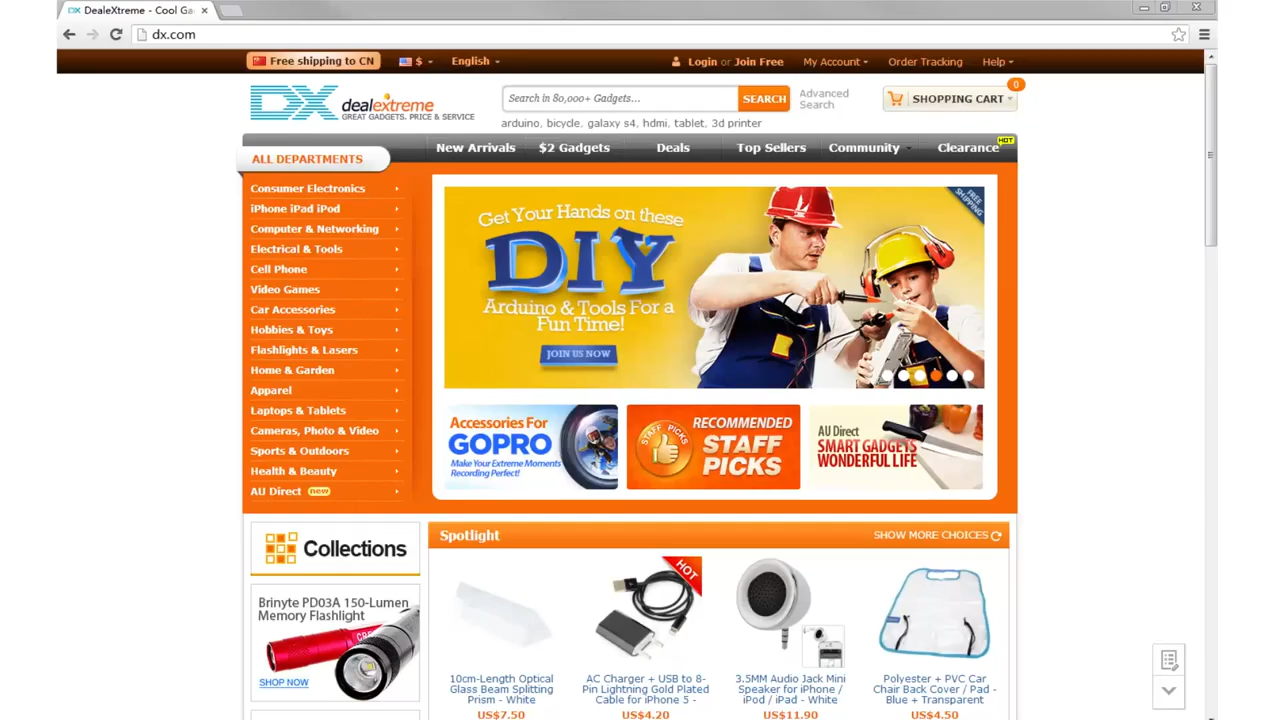 DX DealeXtreme - Cool Ga
dx.com
Free shipping to CN
$
English
Login or Join Free
My Account
Order Tracking
Help
DX dealextreme
GREAT GADGETS. PRICE & SERVICE
Search in 80,000+ Gadgets...
SEARCH
Advanced
Search
SHOPPING CART
0
arduino, bicycle, galaxy s4, hdmi, tablet, 3d printer
ALL DEPARTMENTS
New Arrivals
$2 Gadgets
Deals
Top Sellers
Community
Clearance
HOT
Consumer Electronics
iPhone iPad iPod
Computer & Networking
Electrical & Tools
Cell Phone
Video Games
Car Accessories
Hobbies & Toys
Flashlights & Lasers
Home & Garden
Apparel
Laptops & Tablets
Cameras, Photo & Video
Sports & Outdoors
Health & Beauty
AU Direct new
FREE
SHIPPING
Get Your Hands on these
DIY
Arduino & Tools For a
Fun Time!
JOIN US NOW
Accessories For
GOPRO
Make Your Extreme Moments
Recording Perfect!
STAFF
PICKS
RECOMMENDED
STAFF
PICKS
AU Direct
SMART GADGETS
WONDERFUL LIFE
Collections
Brinyte PD03A 150-Lumen
Memory Flashlight
SHOP NOW
Spotlight
SHOW MORE CHOICES
HOT
10cm-Length Optical
Glass Beam Splitting
Prism - White
US$7.50
AC Charger + USB to 8-
Pin Lightning Gold Plated
Cable for iPhone 5 -
US$4.20
3.5MM Audio Jack Mini
Speaker for iPhone /
iPod / iPad - White
US$11.90
Polyester + PVC Car
Chair Back Cover / Pad -
Blue + Transparent
US$4.50